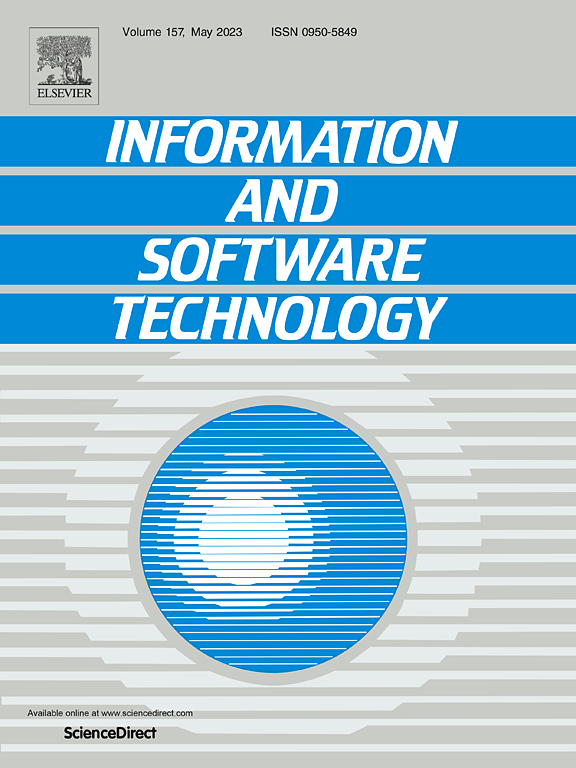 Volume 157, May 2023 ISSN 0950-5849
ELSEVIER
INFORMATION
AND
SOFTWARE
TECHNOLOGY
Available online at www.sciencedirect.com
ScienceDirect